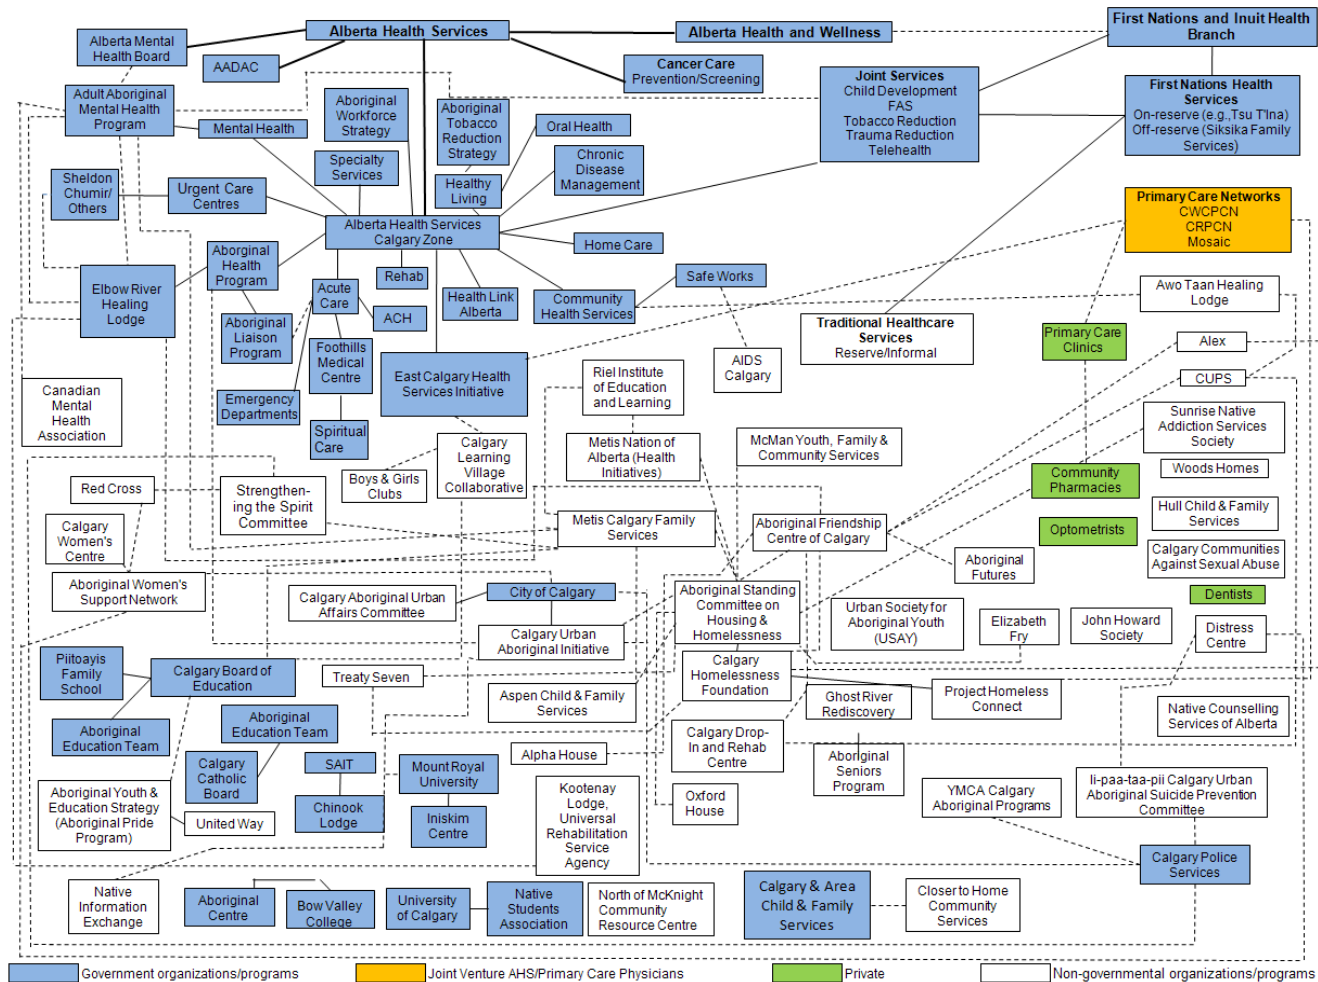 Alberta Health Services
Alberta Health and Wellness
First Nations and Inuit Health
Branch
Alberta Mental
Health Board
AADAC
Cancer Care
Prevention/Screening
Joint Services
Child Development
FAS
Tobacco Reduction
Trauma Reduction
Telehealth
First Nations Health
Services
On-reserve (e.g.,Tsu T'Ina)
Off-reserve (Siksika Family
Services)
Adult Aboriginal
Mental Health
Program
Mental Health
Aboriginal
Workforce
Strategy
Aboriginal
Tobacco
Reduction
Strategy
Oral Health
Specialty
Services
Healthy
Living
Chronic
Disease
Management
Sheldon
Chumir/
Others
Urgent Care
Centres
Alberta Health Services
Calgary Zone
Home Care
Primary Care Networks
CWCPCN
CRPCN
Mosaic
Elbow River
Healing
Lodge
Aboriginal
Health
Program
Acute
Care
Rehab
Health Link
Alberta
Community
Health Services
Safe Works
Awo Taan Healing
Lodge
Aboriginal
Liaison
Program
ACH
Foothills
Medical
Centre
Traditional Healthcare
Services
Reserve/Informal
Primary Care
Clinics
Alex
Canadian
Mental
Health
Association
Emergency
Departments
Spiritual
Care
East Calgary Health
Services Initiative
Riel Institute
of Education
and Learning
AIDS
Calgary
CUPS
Sunrise Native
Addiction Services
Society
Red Cross
Strengthen-
ing the Spirit
Committee
Boys & Girls
Clubs
Calgary
Learning
Village
Collaborative
Metis Nation of
Alberta (Health
Initiatives)
McMan Youth, Family &
Community Services
Community
Pharmacies
Woods Homes
Calgary
Women's
Centre
Metis Calgary Family
Services
Aboriginal Friendship
Centre of Calgary
Optometrists
Hull Child & Family
Services
Aboriginal Women's
Support Network
Calgary Aboriginal Urban
Affairs Committee
City of Calgary
Aboriginal Standing
Committee on
Housing &
Homelessness
Aboriginal
Futures
Calgary Communities
Against Sexual Abuse
Dentists
Calgary Urban
Aboriginal Initiative
Urban Society for
Aboriginal Youth
(USAY)
Elizabeth
Fry
John Howard
Society
Distress
Centre
Piitoayis
Family
School
Calgary Board of
Education
Treaty Seven
Aspen Child & Family
Services
Calgary
Homelessness
Foundation
Ghost River
Rediscovery
Project Homeless
Connect
Native Counselling
Services of Alberta
Aboriginal
Education Team
Aboriginal
Education Team
Calgary
Catholic
Board
SAIT
Chinook
Lodge
Mount Royal
University
Iniskim
Centre
Alpha House
Calgary Drop-
In and Rehab
Centre
Aboriginal
Seniors
Program
Aboriginal Youth &
Education Strategy
(Aboriginal Pride
Program)
United Way
Kootenay
Lodge,
Universal
Rehabilitation
Service
Agency
Oxford
House
YMCA Calgary
Aboriginal Programs
Ii-paa-taa-pii Calgary Urban
Aboriginal Suicide Prevention
Committee
Calgary Police
Services
Native
Information
Exchange
Aboriginal
Centre
Bow Valley
College
University
of Calgary
Native
Students
Association
North of McKnight
Community
Resource Centre
Calgary & Area
Child & Family
Services
Closer to Home
Community
Services
Government organizations/programs
Joint Venture AHS/Primary Care Physicians
Private
Non-governmental organizations/programs